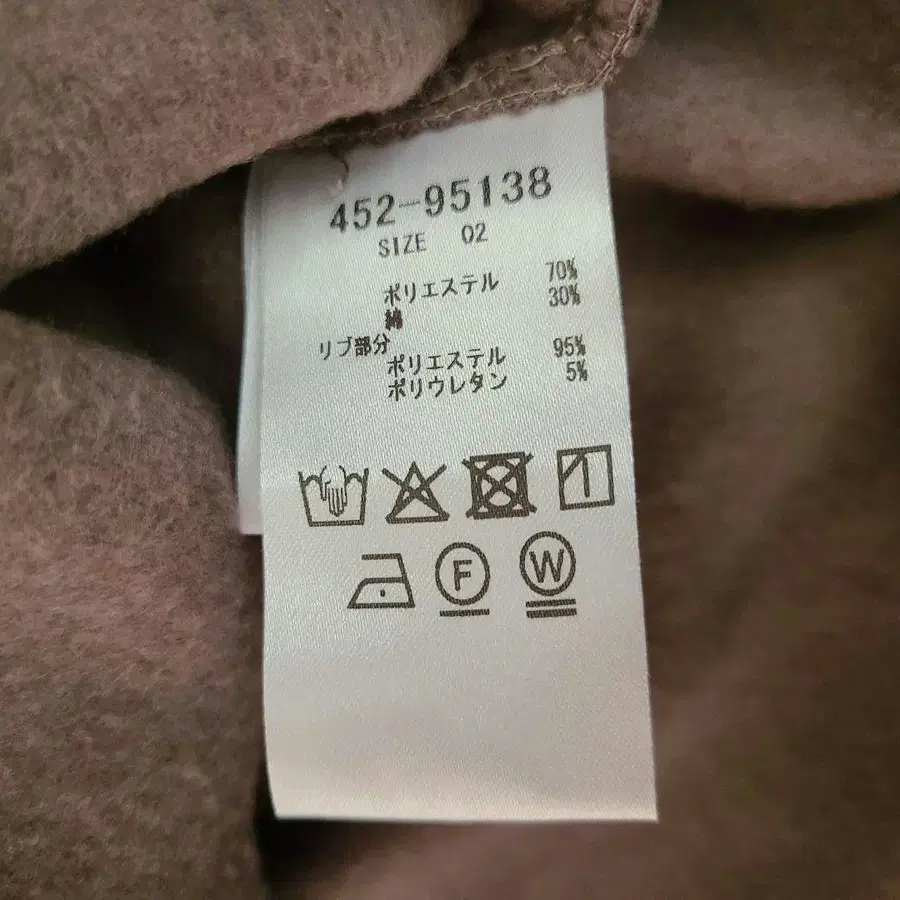 452-95138
SIZE 02
ポリエステル 70%
綿 30%
リブ部分
ポリエステル 95%
ポリウレタン 5%
F W